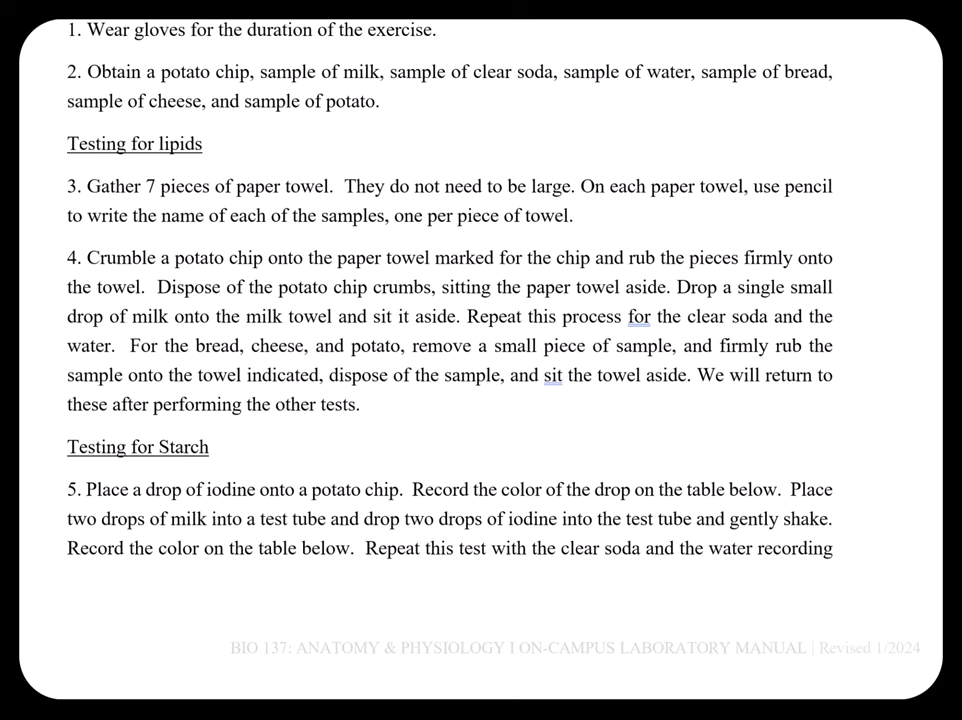 1. Wear gloves for the duration of the exercise.
2. Obtain a potato chip, sample of milk, sample of clear soda, sample of water, sample of bread,
sample of cheese, and sample of potato.
Testing for lipids
3. Gather 7 pieces of paper towel.  They do not need to be large. On each paper towel, use pencil
to write the name of each of the samples, one per piece of towel.
4. Crumble a potato chip onto the paper towel marked for the chip and rub the pieces firmly onto
the towel.  Dispose of the potato chip crumbs, sitting the paper towel aside. Drop a single small
drop of milk onto the milk towel and sit it aside. Repeat this process for the clear soda and the
water.  For the bread, cheese, and potato, remove a small piece of sample, and firmly rub the
sample onto the towel indicated, dispose of the sample, and sit the towel aside. We will return to
these after performing the other tests.
Testing for Starch
5. Place a drop of iodine onto a potato chip.  Record the color of the drop on the table below.  Place
two drops of milk into a test tube and drop two drops of iodine into the test tube and gently shake.
Record the color on the table below.  Repeat this test with the clear soda and the water recording
BIO 137: ANATOMY & PHYSIOLOGY I ON-CAMPUS LABORATORY MANUAL | Revised 1/2024